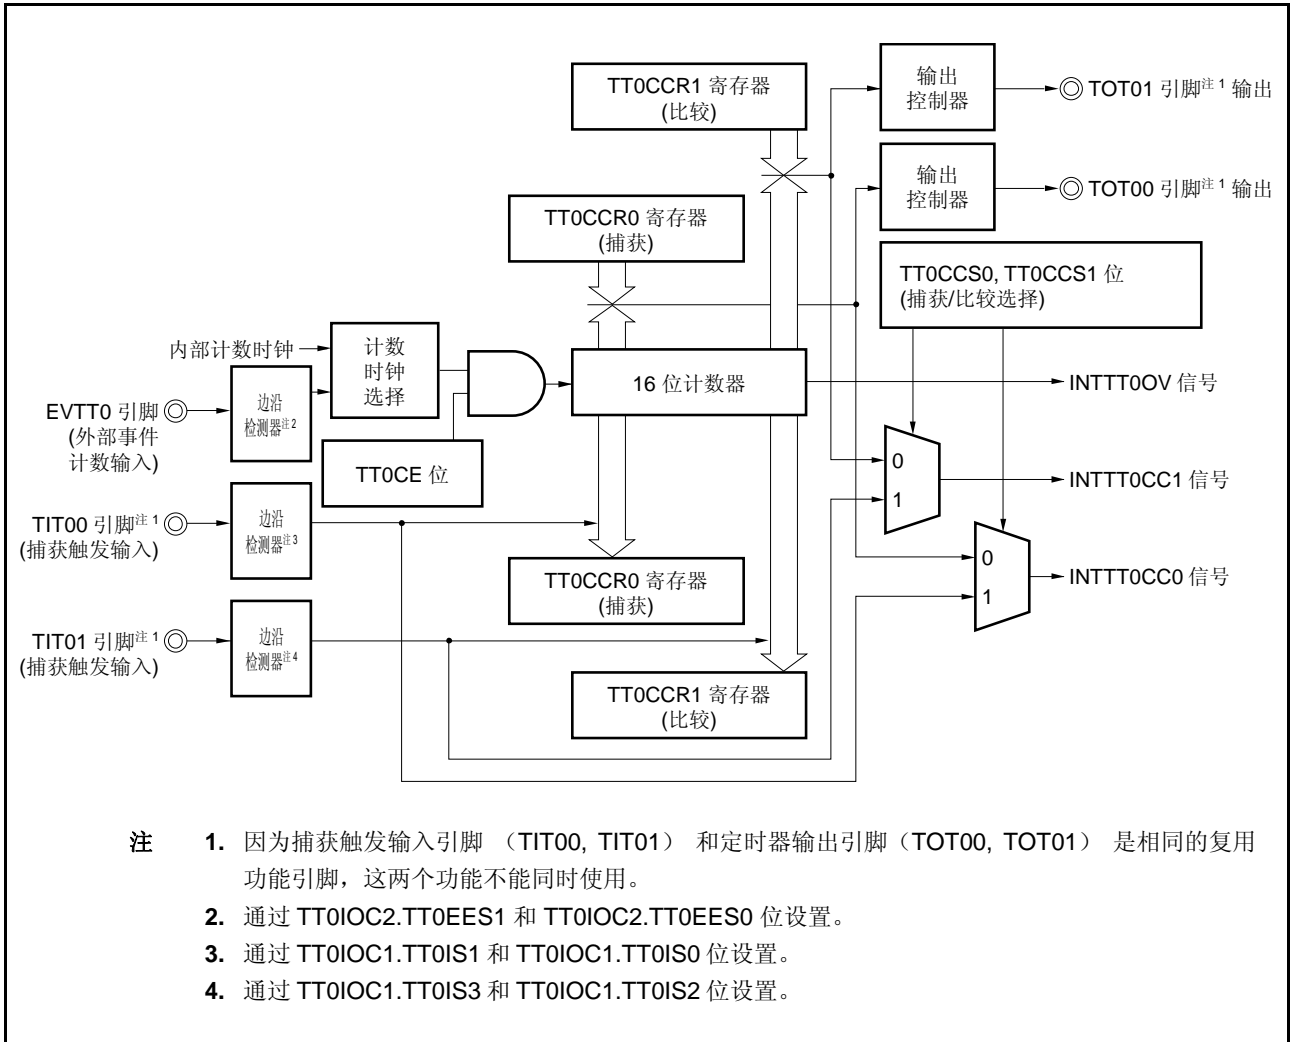 TT0CCR1 寄存器
(比较)
输出
控制器
TOT01 引脚注 1 输出
输出
控制器
TOT00 引脚注 1 输出
TT0CCR0 寄存器
(捕获)
TT0CCS0, TT0CCS1 位
(捕获/比较选择)
内部计数时钟
计数
时钟
选择
16 位计数器
INTTT0OV 信号
EVTT0 引脚
(外部事件
计数输入)
边沿
检测器注2
TT0CE 位
0
1
INTTT0CC1 信号
TIT00 引脚注 1
(捕获触发输入)
边沿
检测器注3
TT0CCR0 寄存器
(捕获)
0
1
INTTT0CC0 信号
TIT01 引脚注 1
(捕获触发输入)
边沿
检测器注4
TT0CCR1 寄存器
(比较)
注 1. 因为捕获触发输入引脚 （TIT00, TIT01） 和定时器输出引脚（TOT00, TOT01） 是相同的复用
功能引脚，这两个功能不能同时使用。
2. 通过 TT0IOC2.TT0EES1 和 TT0IOC2.TT0EES0 位设置。
3. 通过 TT0IOC1.TT0IS1 和 TT0IOC1.TT0IS0 位设置。
4. 通过 TT0IOC1.TT0IS3 和 TT0IOC1.TT0IS2 位设置。